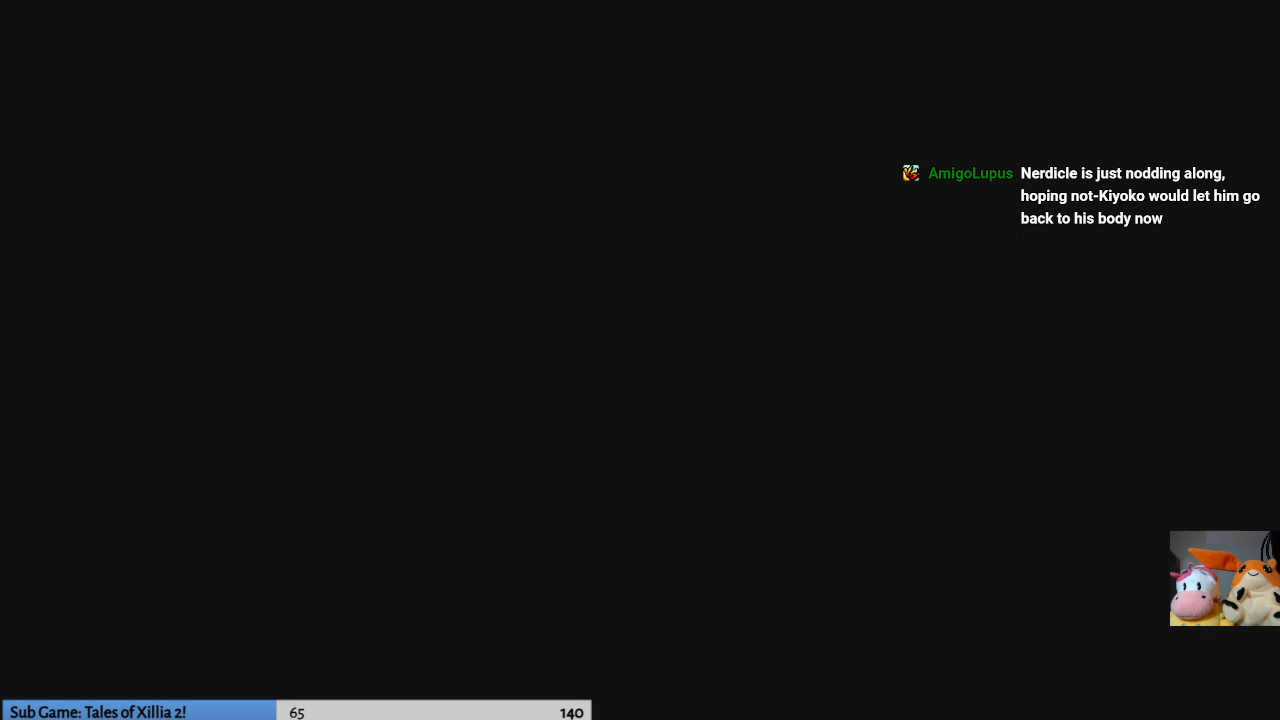 AmigoLupus Nerdicle is just nodding along,
hoping not-Kiyoko would let him go
back to his body now
Sub Game: Tales of Xillia 2! 65 140